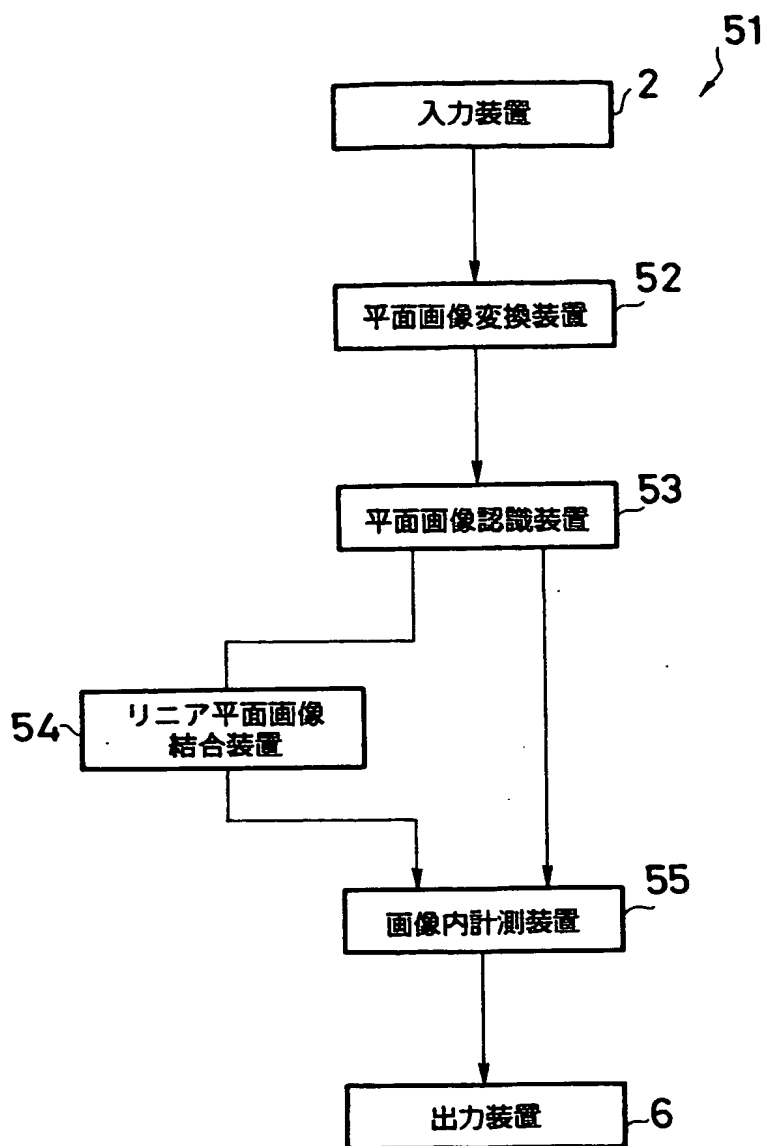 51
入力装置
2
平面画像変換装置
52
平面画像認識装置
53
リニア平面画像
結合装置
54
画像内計測装置
55
出力装置
6